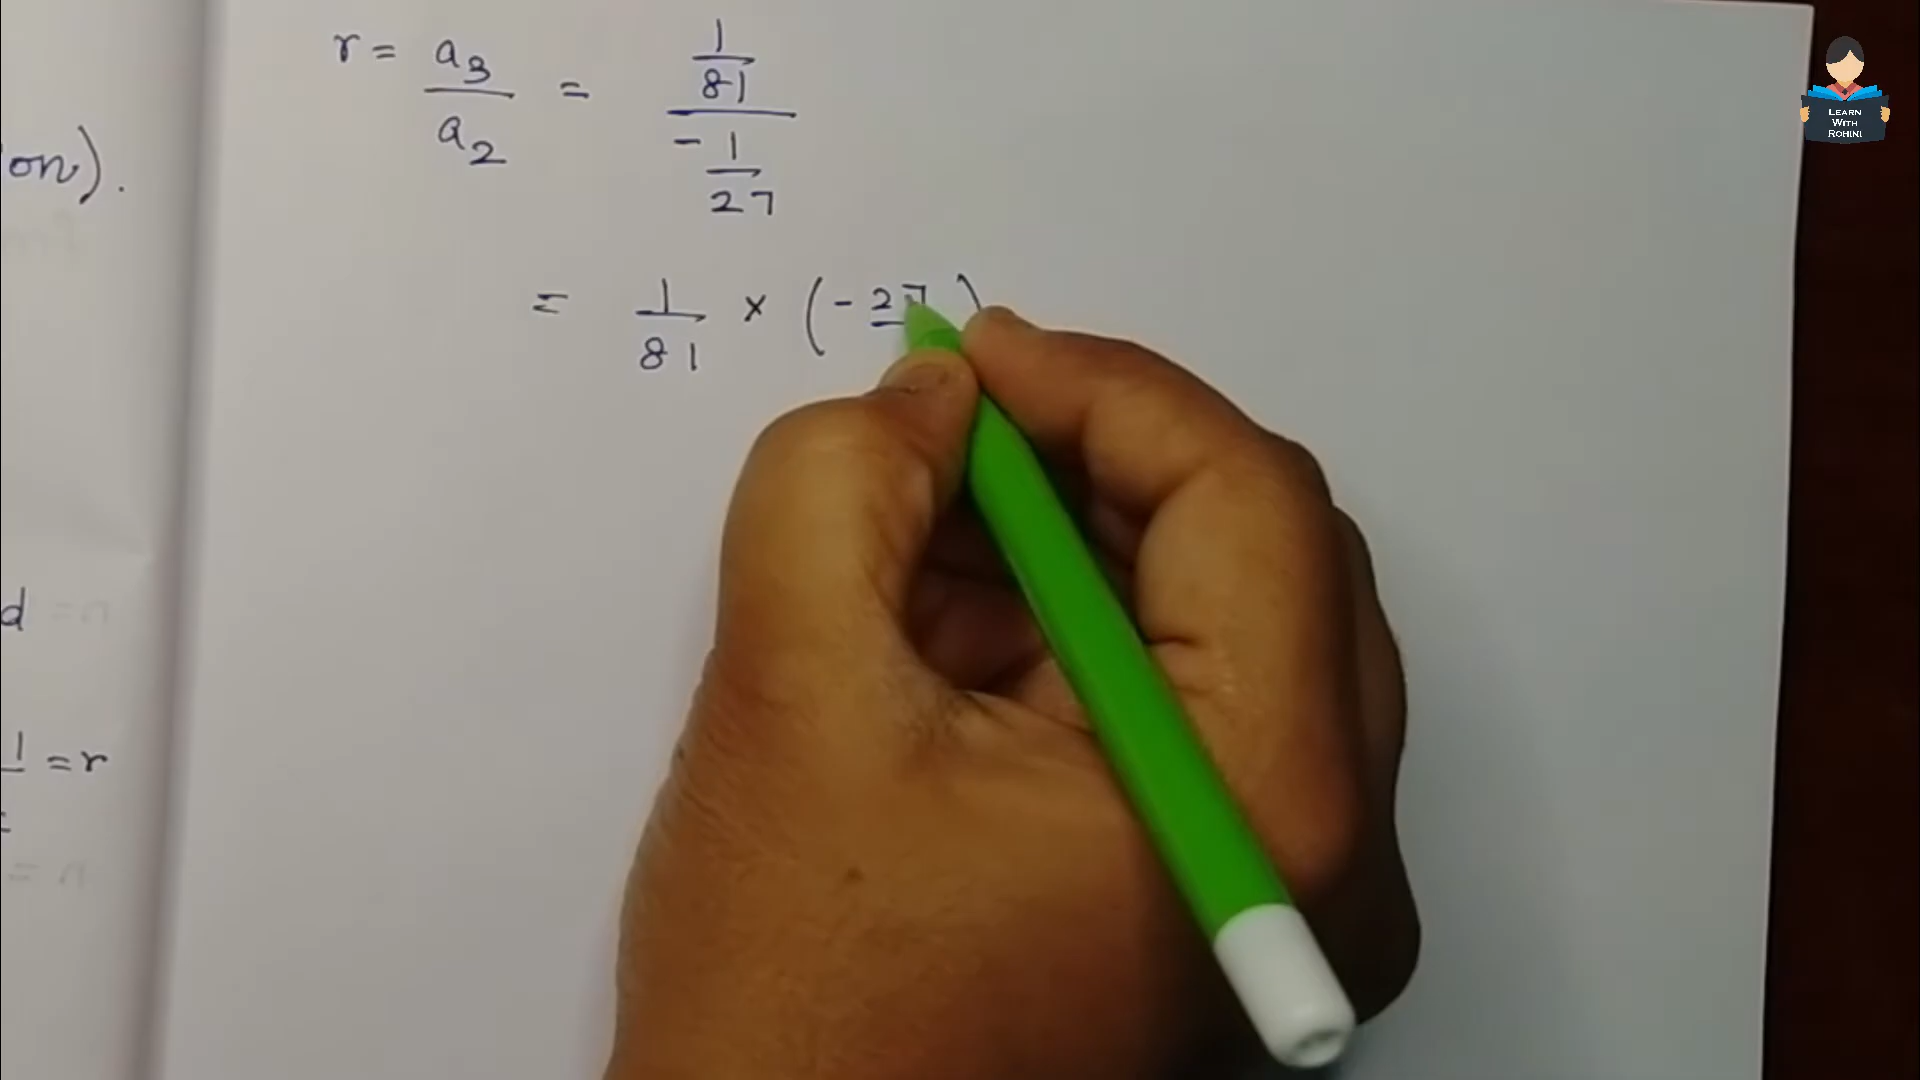 on).
d = n
1 = r
= n
r = a3/a2 = (1/81)/(-1/27)
= 1/81 × (-27)
LEARN
WITH
ROHINI